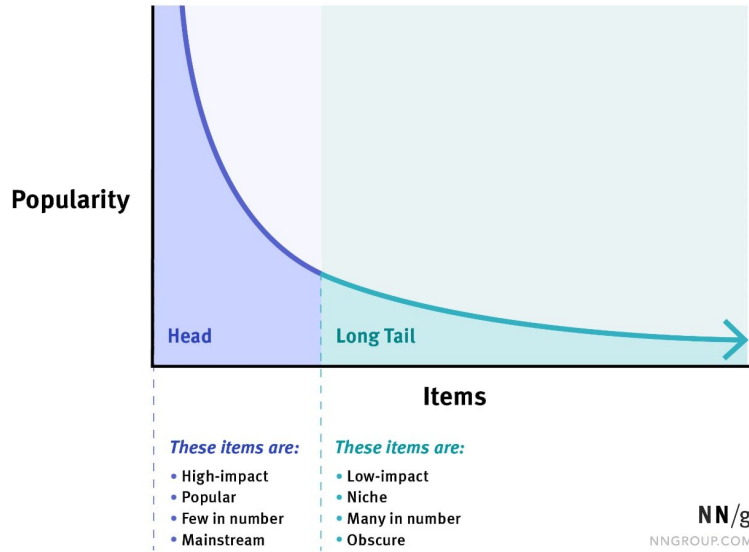 Popularity
Head
Long Tail
Items
These items are:
• High-impact
• Popular
• Few in number
• Mainstream
These items are:
• Low-impact
• Niche
• Many in number
• Obscure
NN/g
NNGROUP.COM